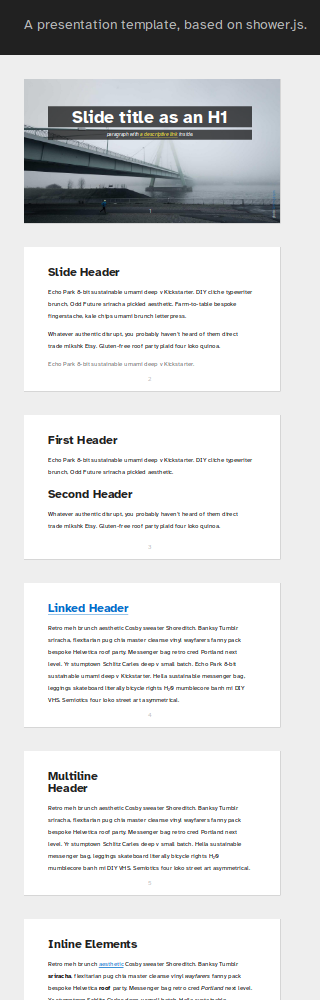 A presentation template, based on shower.js.
Slide title as an H1
paragraph with a descriptive link inside
1
Slide Header
Echo Park 8-bit sustainable umami deep v Kickstarter. DIY cliche typewriter
brunch. Odd Future sriracha pickled aesthetic. Farm-to-table bespoke
fingerstache, kale chips umami brunch letterpress.
Whatever authentic disrupt, you probably haven't heard of them direct
trade mlkshk Etsy. Gluten-free roof party plaid four loko quinoa.
Echo Park 8-bit sustainable umami deep v Kickstarter.
2
First Header
Echo Park 8-bit sustainable umami deep v Kickstarter. DIY cliche typewriter
brunch. Odd Future sriracha pickled aesthetic.
Second Header
Whatever authentic disrupt, you probably haven't heard of them direct
trade mlkshk Etsy. Gluten-free roof party plaid four loko quinoa.
3
Linked Header
Retro meh brunch aesthetic Cosby sweater Shoreditch. Banksy Tumblr
sriracha, flexitarian pug chia master cleanse vinyl wayfarers fanny pack
bespoke Helvetica roof party. Messenger bag retro cred Portland next
level. Yr stumptown Schlitz Carles deep v small batch. Echo Park 8-bit
sustainable umami deep v Kickstarter. Hella sustainable messenger bag,
leggings skateboard literally bicycle rights H₂0 mumblecore banh mi DIY
VHS. Semiotics four loko street art asymmetrical.
4
Multiline
Header
Retro meh brunch aesthetic Cosby sweater Shoreditch. Banksy Tumblr
sriracha, flexitarian pug chia master cleanse vinyl wayfarers fanny pack
bespoke Helvetica roof party. Messenger bag retro cred Portland next
level. Yr stumptown Schlitz Carles deep v small batch. Hella sustainable
messenger bag, leggings skateboard literally bicycle rights H₂0
mumblecore banh mi DIY VHS. Semiotics four loko street art asymmetrical.
5
Inline Elements
Retro meh brunch aesthetic Cosby sweater Shoreditch. Banksy Tumblr
sriracha, flexitarian pug chia master cleanse vinyl wayfarers fanny pack
bespoke Helvetica roof party. Messenger bag retro cred Portland next level.